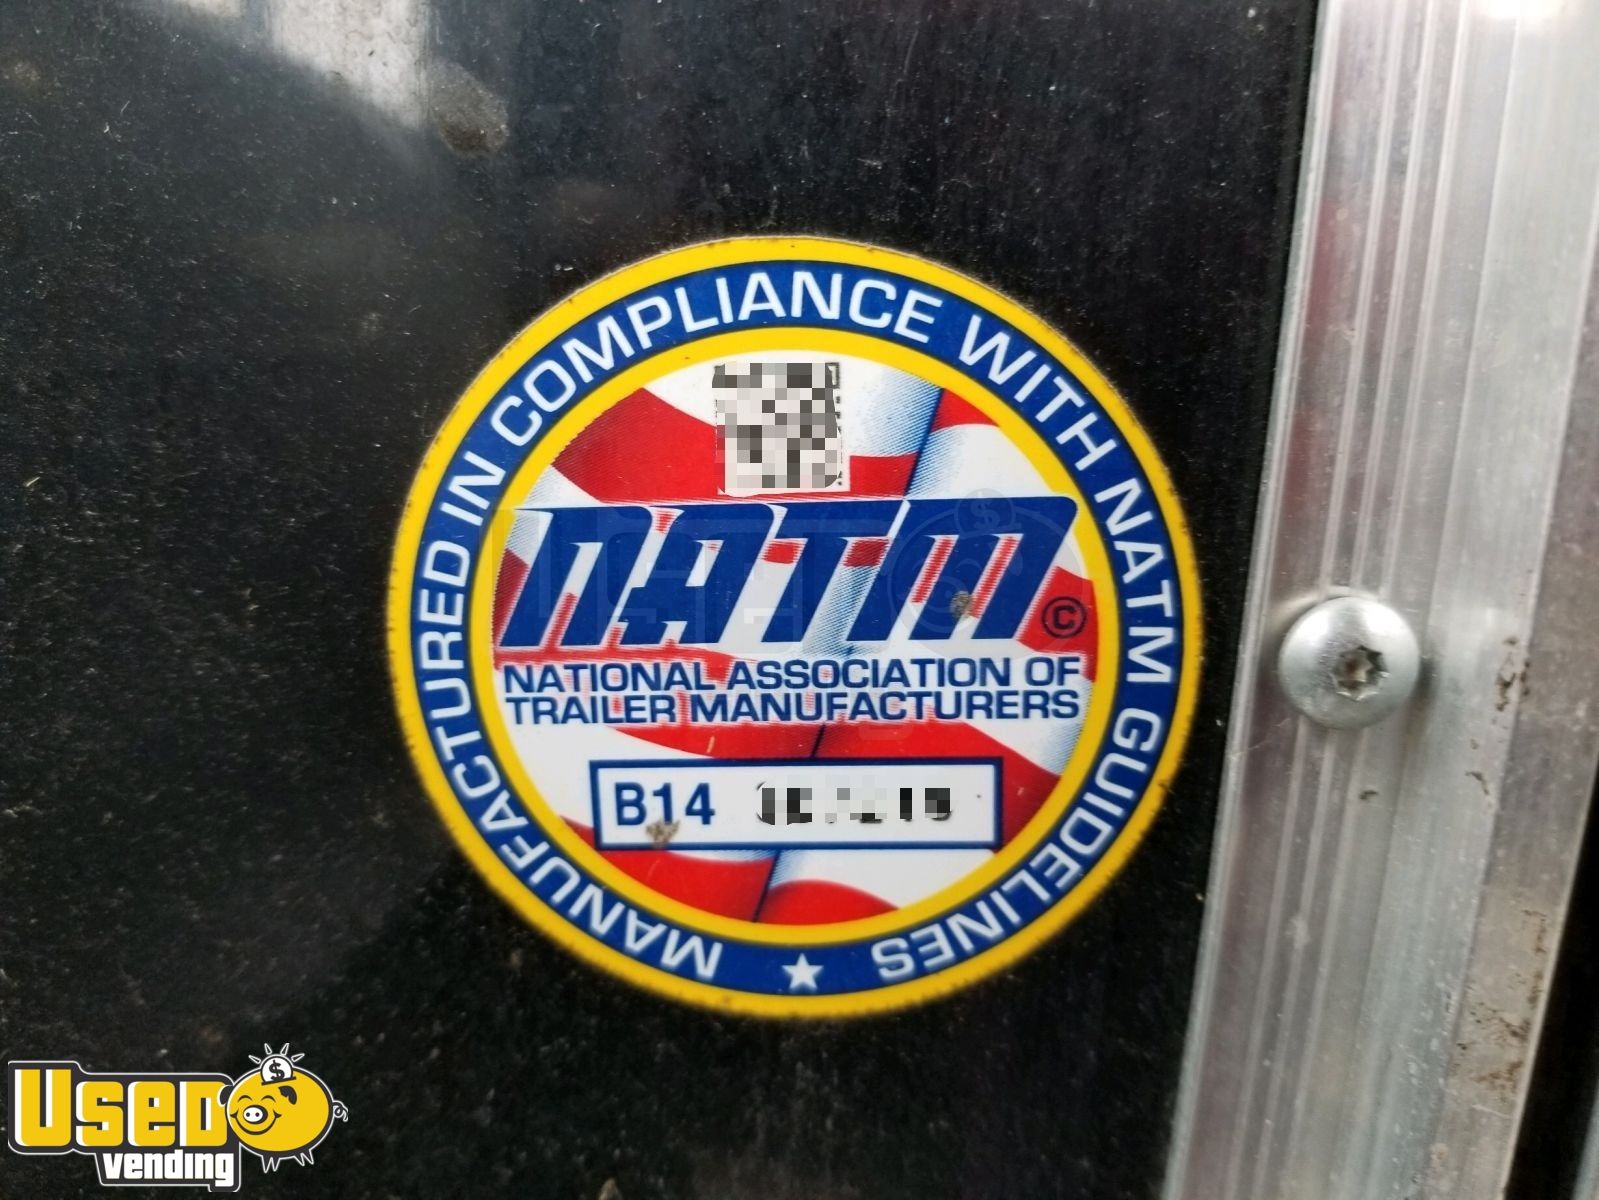 MANUFACTURED IN COMPLIANCE WITH NATM GUIDELINES
NATM ©
NATIONAL ASSOCIATION OF
TRAILER MANUFACTURERS
B14
USED
vending
$